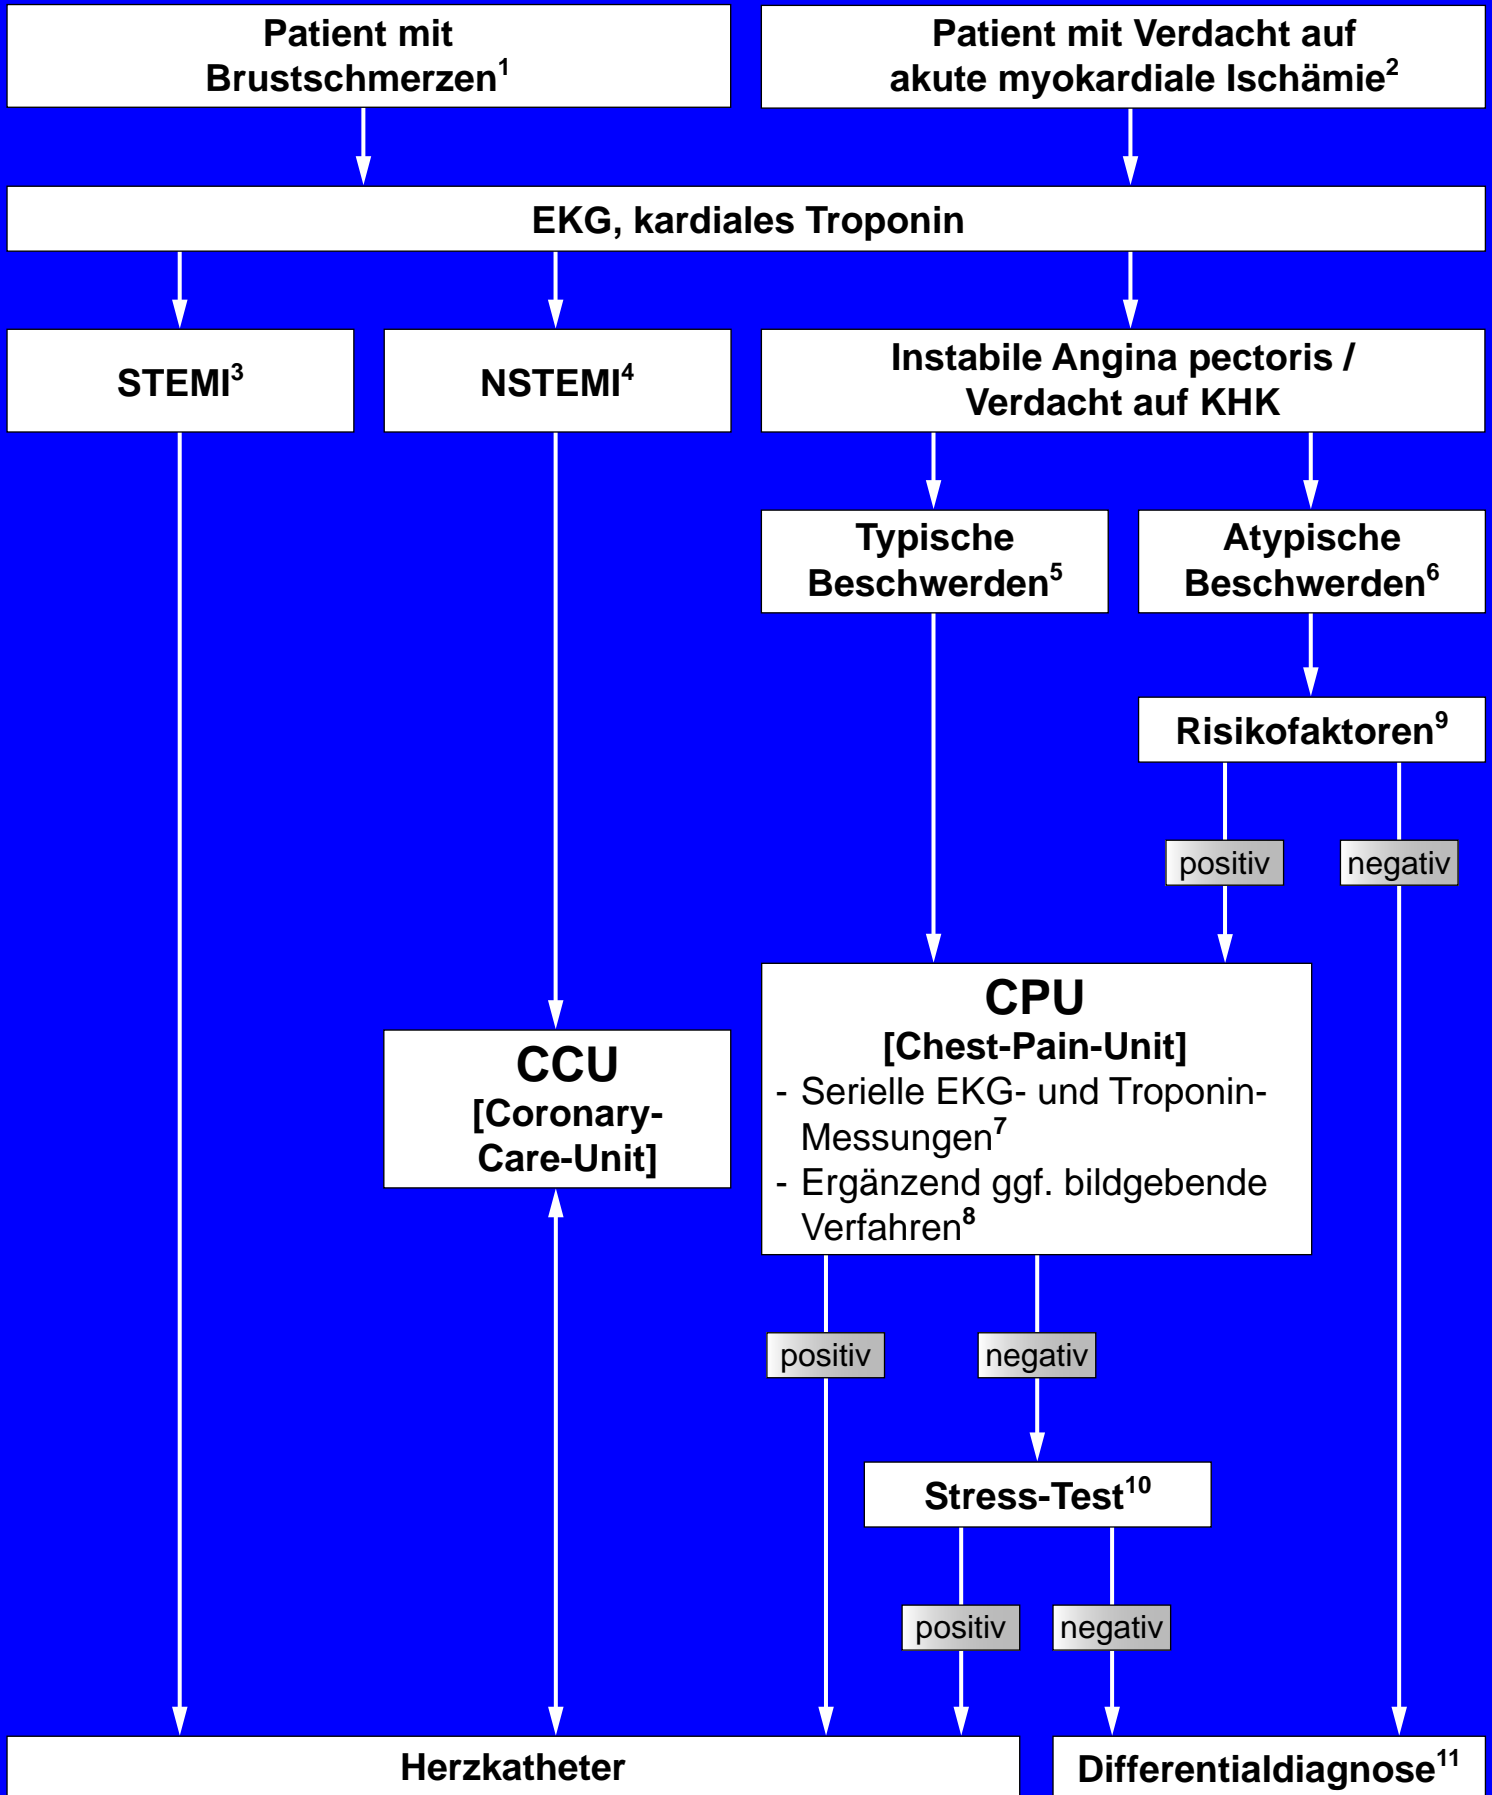 Patient mit
Brustschmerzen¹
Patient mit Verdacht auf
akute myokardiale Ischämie²
EKG, kardiales Troponin
STEMI³
NSTEMI⁴
Instabile Angina pectoris /
Verdacht auf KHK
Typische
Beschwerden⁵
Atypische
Beschwerden⁶
Risikofaktoren⁹
positiv
negativ
CPU
[Chest-Pain-Unit]
- Serielle EKG- und Troponin-
Messungen⁷
- Ergänzend ggf. bildgebende
Verfahren⁸
CCU
[Coronary-
Care-Unit]
positiv
negativ
Stress-Test¹⁰
positiv
negativ
Herzkatheter
Differentialdiagnose¹¹